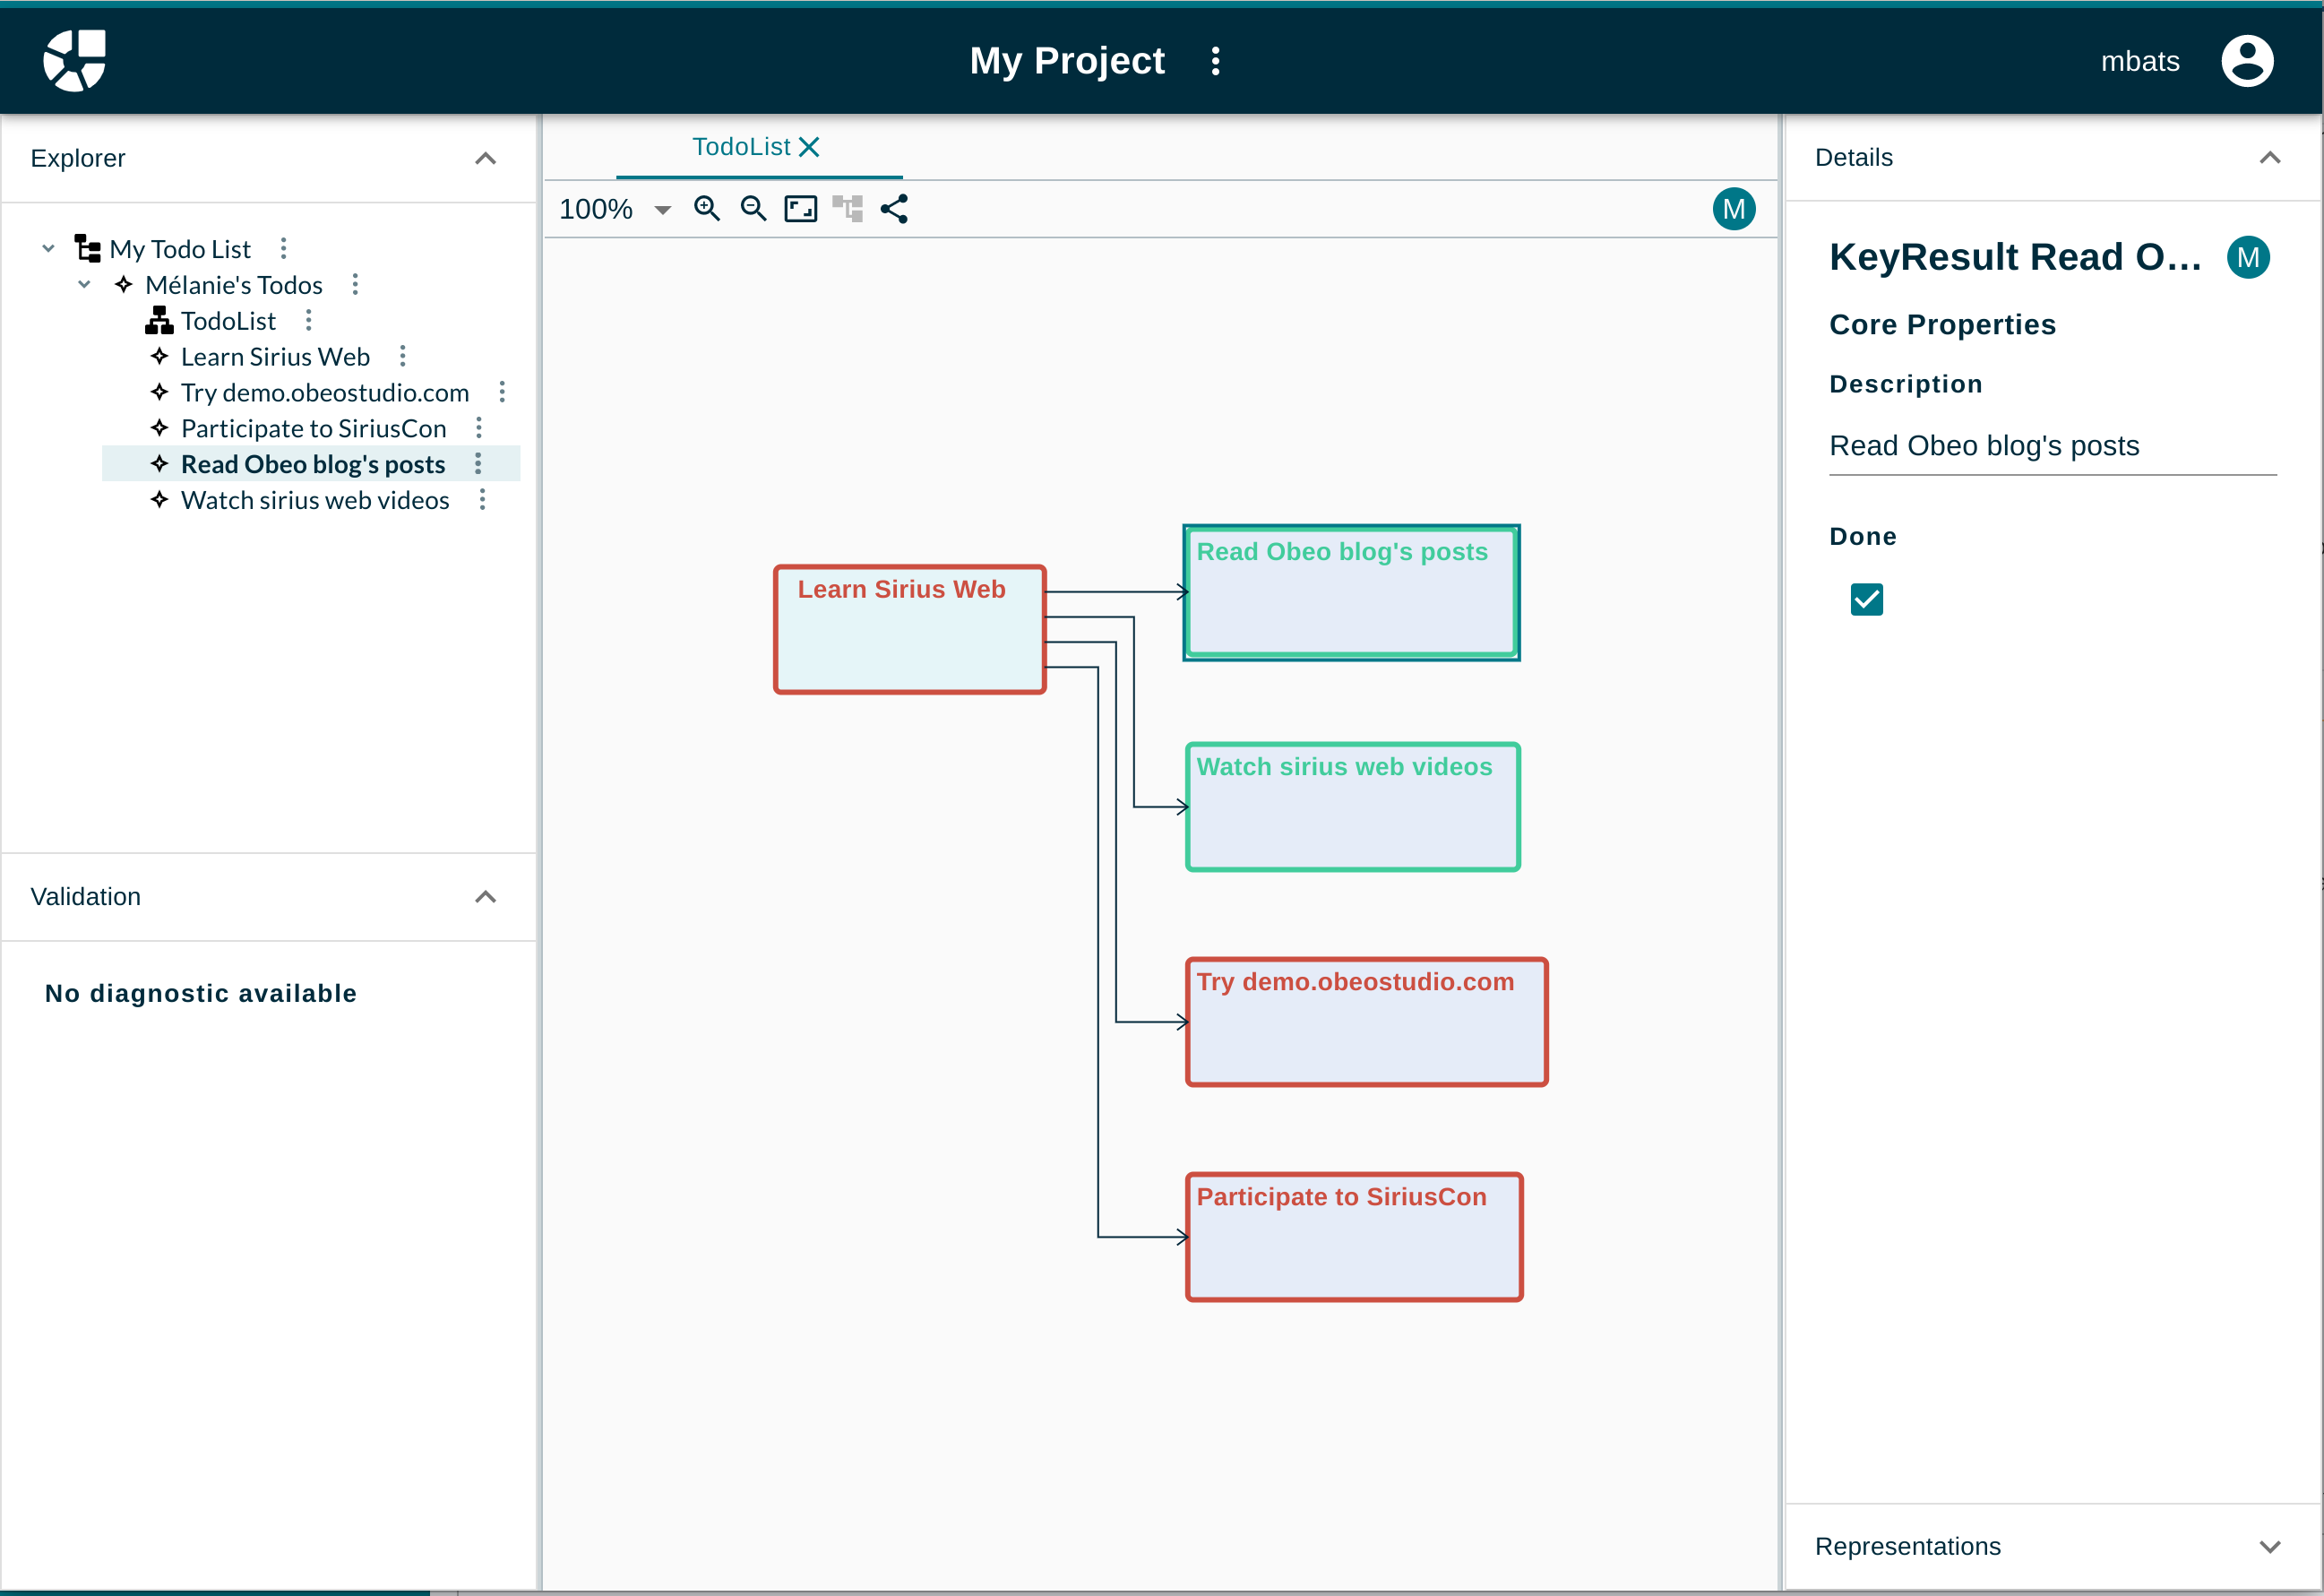 My Project
mbats
Explorer
My Todo List
Mélanie's Todos
TodoList
Learn Sirius Web
Try demo.obeostudio.com
Participate to SiriusCon
Read Obeo blog's posts
Watch sirius web videos
Validation
No diagnostic available
TodoList
100%
M
Learn Sirius Web
Read Obeo blog's posts
Watch sirius web videos
Try demo.obeostudio.com
Participate to SiriusCon
Details
KeyResult Read O...
M
Core Properties
Description
Read Obeo blog's posts
Done
Representations